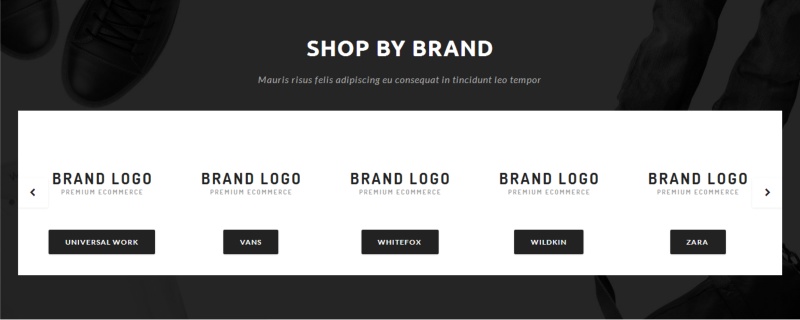 SHOP BY BRAND
Mauris risus felis adipiscing eu consequat in tincidunt leo tempor
BRAND LOGO
PREMIUM ECOMMERCE
UNIVERSAL WORK
BRAND LOGO
PREMIUM ECOMMERCE
VANS
BRAND LOGO
PREMIUM ECOMMERCE
WHITEFOX
BRAND LOGO
PREMIUM ECOMMERCE
WILDKIN
BRAND LOGO
PREMIUM ECOMMERCE
ZARA